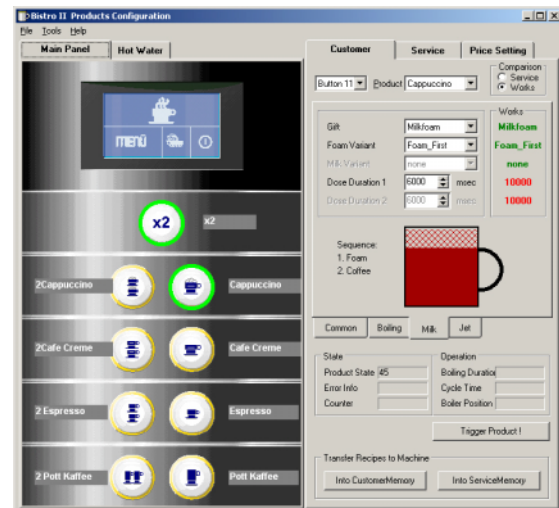 Bistro II Products Configuration
File Tools Help
Main Panel Hot Water
Customer Service Price Setting
Comparison
Service
Works
Button 11 Product Cappuccino
menü
Works
Gift Milkfoam Milkfoam
Foam Variant Foam_First Foam_First
Milk Variant none none
Dose Duration 1 6000 msec 10000
Dose Duration 2 6000 msec 10000
x2 x2
Sequence:
1. Foam
2. Coffee
2Cappuccino Cappuccino
Common Boiling Milk Jet
2Cafe Creme Cafe Creme
State Operation
Product State 45 Boiling Duration
Error Info Cycle Time
Counter Boiler Position
2 Espresso Espresso
Trigger Product !
Transfer Recipes to Machine
2 Pott Kaffee Pott Kaffee
Into CustomerMemory Into ServiceMemory